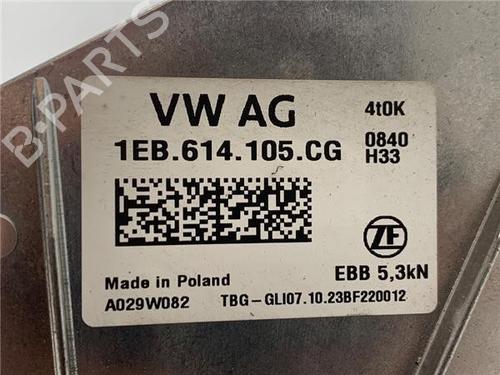 B-PARTS
VW AG
4t0K
1EB.614.105.CG
0840
H33
ZF
Made in Poland
EBB 5,3kN
A029W082
TBG-GLI07.10.23BF220012